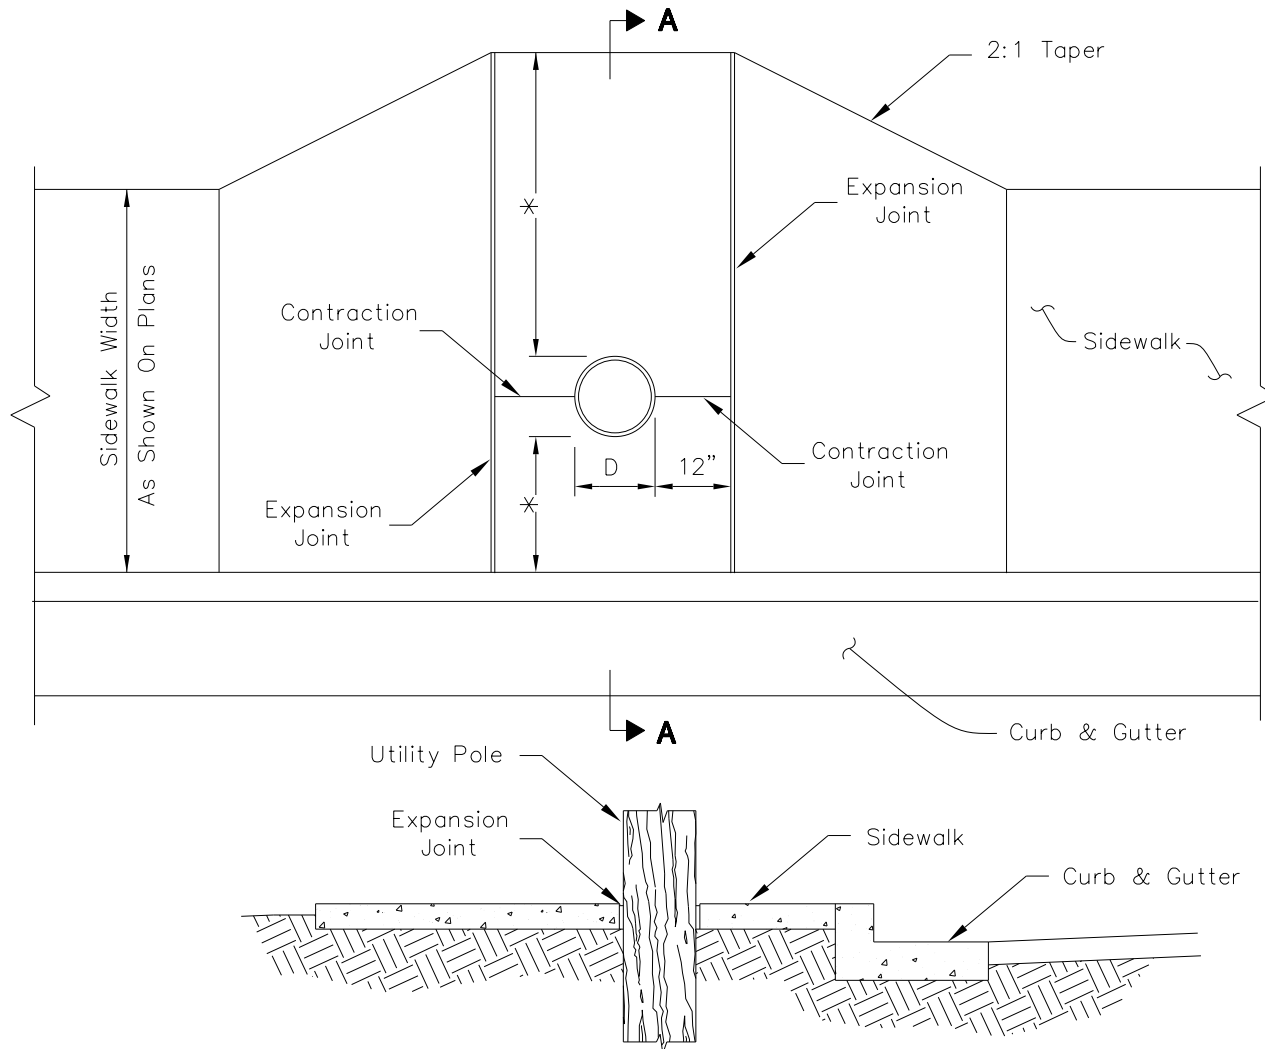 A
2:1 Taper
Expansion
Joint
*
Contraction
Joint
Sidewalk Width
As Shown On Plans
Sidewalk
D
12"
Contraction
Joint
*
Expansion
Joint
A
Curb & Gutter
Utility Pole
Expansion
Joint
Sidewalk
Curb & Gutter